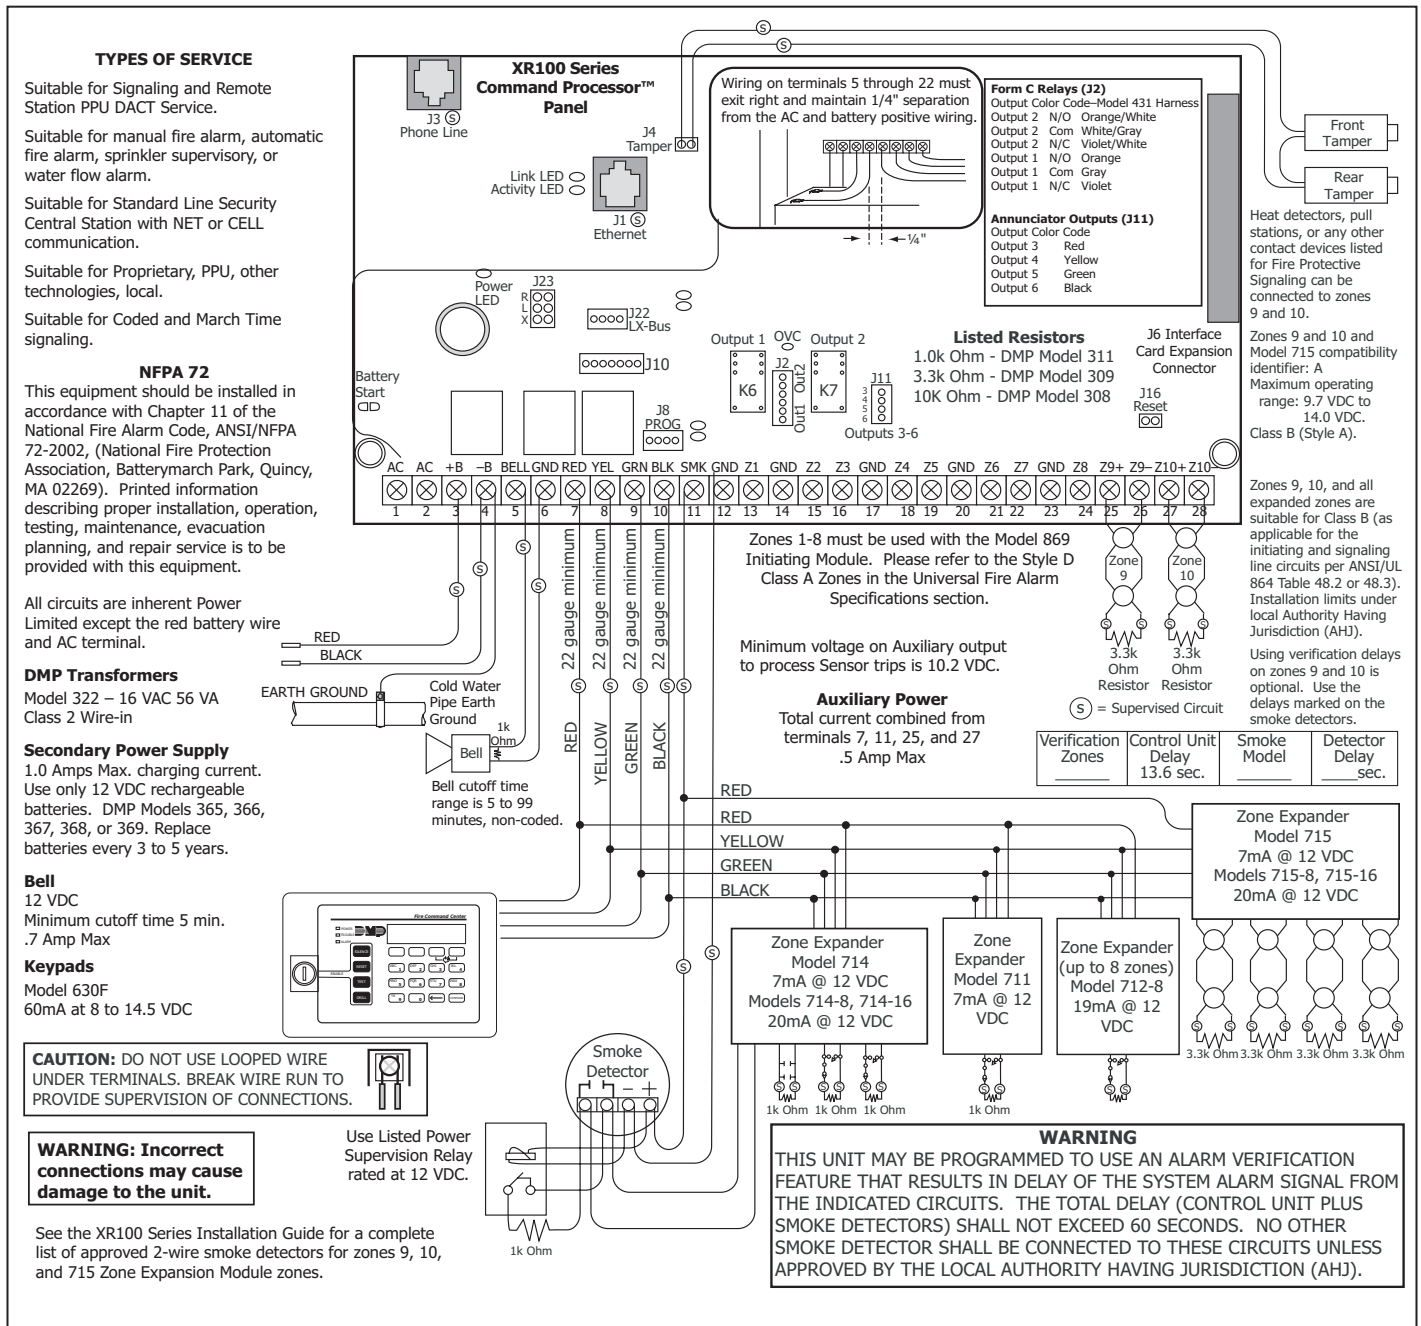 TYPES OF SERVICE
Suitable for Signaling and Remote
Station PPU DACT Service.
Suitable for manual fire alarm, automatic
fire alarm, sprinkler supervisory, or
water flow alarm.
Suitable for Standard Line Security
Central Station with NET or CELL
communication.
Suitable for Proprietary, PPU, other
technologies, local.
Suitable for Coded and March Time
signaling.
NFPA 72
This equipment should be installed in
accordance with Chapter 11 of the
National Fire Alarm Code, ANSI/NFPA
72-2002, (National Fire Protection
Association, Batterymarch Park, Quincy,
MA 02269). Printed information
describing proper installation, operation,
testing, maintenance, evacuation
planning, and repair service is to be
provided with this equipment.
All circuits are inherent Power
Limited except the red battery wire
and AC terminal.
DMP Transformers
Model 322 – 16 VAC 56 VA
Class 2 Wire-in
Secondary Power Supply
1.0 Amps Max. charging current.
Use only 12 VDC rechargeable
batteries. DMP Models 365, 366,
367, 368, or 369. Replace
batteries every 3 to 5 years.
Bell
12 VDC
Minimum cutoff time 5 min.
.7 Amp Max
Keypads
Model 630F
60mA at 8 to 14.5 VDC
CAUTION: DO NOT USE LOOPED WIRE
UNDER TERMINALS. BREAK WIRE RUN TO
PROVIDE SUPERVISION OF CONNECTIONS.
WARNING: Incorrect
connections may cause
damage to the unit.
See the XR100 Series Installation Guide for a complete
list of approved 2-wire smoke detectors for zones 9, 10,
and 715 Zone Expansion Module zones.
XR100 Series
Command Processor™
Panel
J3 S
Phone Line
J4
Tamper
S
S
Link LED
Activity LED
J1 S
Ethernet
Wiring on terminals 5 through 22 must
exit right and maintain 1/4" separation
from the AC and battery positive wiring.
¼"
Form C Relays (J2)
Output Color Code–Model 431 Harness
Output 2 N/O Orange/White
Output 2 Com White/Gray
Output 2 N/C Violet/White
Output 1 N/O Orange
Output 1 Com Gray
Output 1 N/C Violet
Annunciator Outputs (J11)
Output Color Code
Output 3 Red
Output 4 Yellow
Output 5 Green
Output 6 Black
Front
Tamper
Rear
Tamper
Heat detectors, pull
stations, or any other
contact devices listed
for Fire Protective
Signaling can be
connected to zones
9 and 10.
Zones 9 and 10 and
Model 715 compatibility
identifier: A
Maximum operating
range: 9.7 VDC to
14.0 VDC.
Class B (Style A).
Zones 9, 10, and all
expanded zones are
suitable for Class B (as
applicable for the
initiating and signaling
line circuits per ANSI/UL
864 Table 48.2 or 48.3).
Installation limits under
local Authority Having
Jurisdiction (AHJ).
Using verification delays
on zones 9 and 10 is
optional. Use the
delays marked on the
smoke detectors.
Power
LED
J23
R
L
X
J22
LX-Bus
J10
J8
PROG
Battery
Start
Output 1 OVC Output 2
K6
J2
Out1 Out2
K7
J11
3
4
5
6
Outputs 3-6
Listed Resistors
1.0k Ohm - DMP Model 311
3.3k Ohm - DMP Model 309
10K Ohm - DMP Model 308
J6 Interface
Card Expansion
Connector
J16
Reset
AC AC +B –B BELL GND RED YEL GRN BLK SMK GND Z1 GND Z2 Z3 GND Z4 Z5 GND Z6 Z7 GND Z8 Z9+ Z9– Z10+ Z10–
1 2 3 4 5 6 7 8 9 10 11 12 13 14 15 16 17 18 19 20 21 22 23 24 25 26 27 28
S S S S
22 gauge minimum
22 gauge minimum
22 gauge minimum
22 gauge minimum
S S S S S
RED
YELLOW
GREEN
BLACK
RED
BLACK
EARTH GROUND
Cold Water
Pipe Earth
Ground
1k
Ohm
Bell
Bell cutoff time
range is 5 to 99
minutes, non-coded.
Zones 1-8 must be used with the Model 869
Initiating Module. Please refer to the Style D
Class A Zones in the Universal Fire Alarm
Specifications section.
Minimum voltage on Auxiliary output
to process Sensor trips is 10.2 VDC.
Auxiliary Power
Total current combined from
terminals 7, 11, 25, and 27
.5 Amp Max
Zone
9
Zone
10
S S S S
3.3k
Ohm
Resistor
3.3k
Ohm
Resistor
S = Supervised Circuit
Verification
Zones
Control Unit
Delay
13.6 sec.
Smoke
Model
Detector
Delay
sec.
RED
RED
YELLOW
GREEN
BLACK
Zone Expander
Model 715
7mA @ 12 VDC
Models 715-8, 715-16
20mA @ 12 VDC
S S S S S S S S
3.3k Ohm 3.3k Ohm 3.3k Ohm 3.3k Ohm
Zone Expander
Model 714
7mA @ 12 VDC
Models 714-8, 714-16
20mA @ 12 VDC
S S S S S S
1k Ohm 1k Ohm 1k Ohm
Zone
Expander
Model 711
7mA @ 12
VDC
S S
1k Ohm
Zone Expander
(up to 8 zones)
Model 712-8
19mA @ 12
VDC
S S
Fire Command Center
DMP
S
S
Smoke
Detector
– +
Use Listed Power
Supervision Relay
rated at 12 VDC.
1k Ohm
WARNING
THIS UNIT MAY BE PROGRAMMED TO USE AN ALARM VERIFICATION
FEATURE THAT RESULTS IN DELAY OF THE SYSTEM ALARM SIGNAL FROM
THE INDICATED CIRCUITS. THE TOTAL DELAY (CONTROL UNIT PLUS
SMOKE DETECTORS) SHALL NOT EXCEED 60 SECONDS. NO OTHER
SMOKE DETECTOR SHALL BE CONNECTED TO THESE CIRCUITS UNLESS
APPROVED BY THE LOCAL AUTHORITY HAVING JURISDICTION (AHJ).